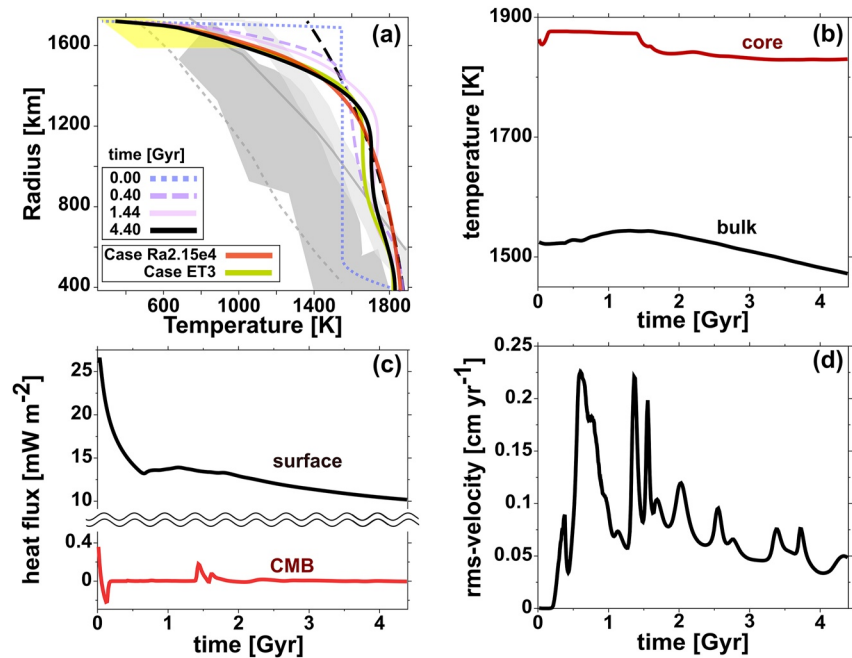 (a)
Radius [km]
1600
1200
800
400
time [Gyr]
0.00
0.40
1.44
4.40
Case Ra2.15e4
Case ET3
600
1000
1400
1800
Temperature [K]
(b)
temperature [K]
1900
1700
1500
core
bulk
0
1
2
3
4
time [Gyr]
(c)
heat flux [mW m-2]
25
20
15
10
surface
0.4
0
CMB
0
1
2
3
4
time [Gyr]
(d)
rms-velocity [cm yr-1]
0.25
0.2
0.15
0.1
0.05
0
0
1
2
3
4
time [Gyr]